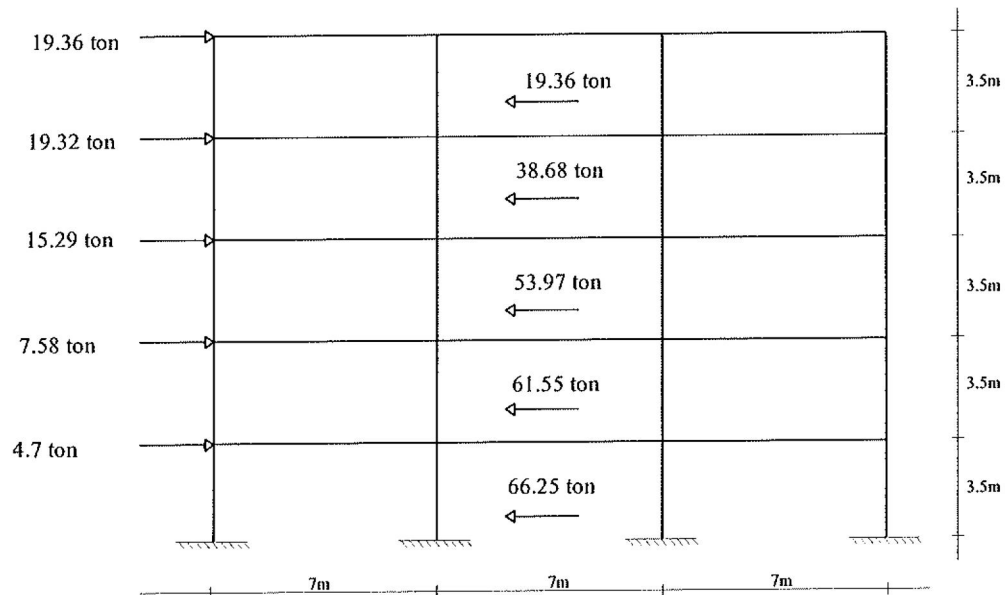 19.36 ton
19.36 ton
3.5m
19.32 ton
38.68 ton
3.5m
15.29 ton
53.97 ton
3.5m
7.58 ton
61.55 ton
3.5m
4.7 ton
66.25 ton
3.5m
7m
7m
7m